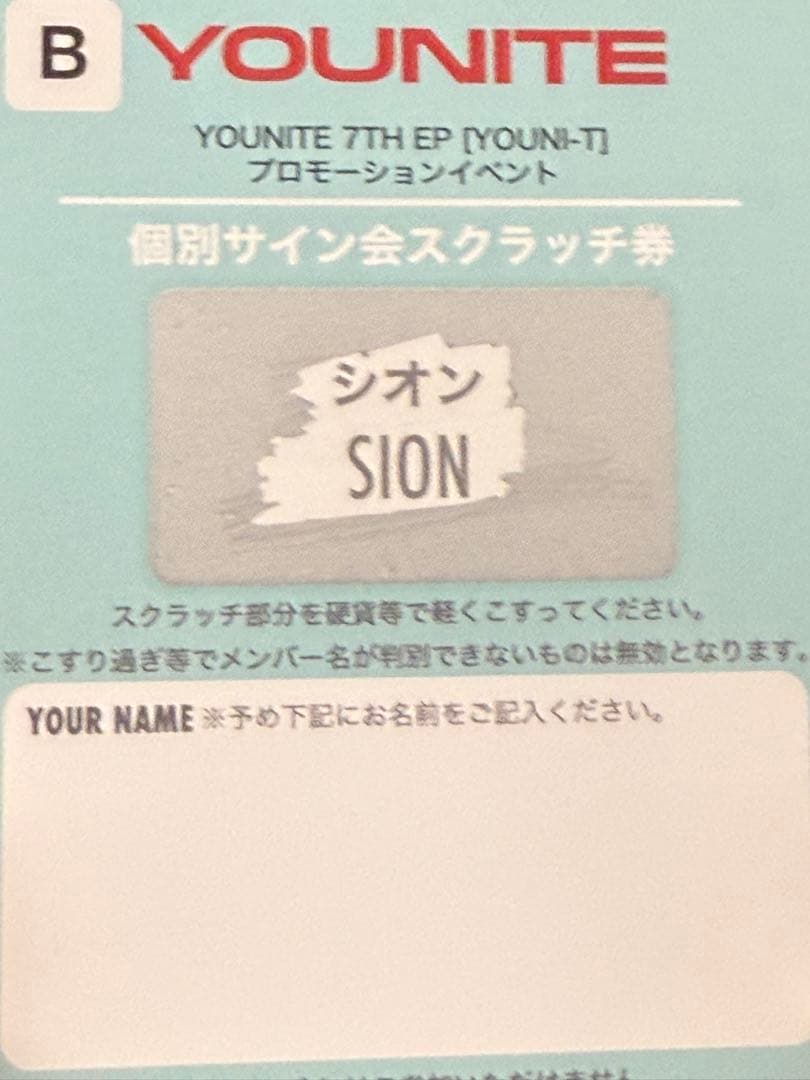 B
YOUNITE
YOUNITE 7TH EP [YOUNI-T]
プロモーションイベント
個別サイン会スクラッチ券
シオン
SION
スクラッチ部分を硬貨等で軽くこすってください。
※こすり過ぎ等でメンバー名が判別できないものは無効となります。
YOUR NAME ※予め下記にお名前をご記入ください。